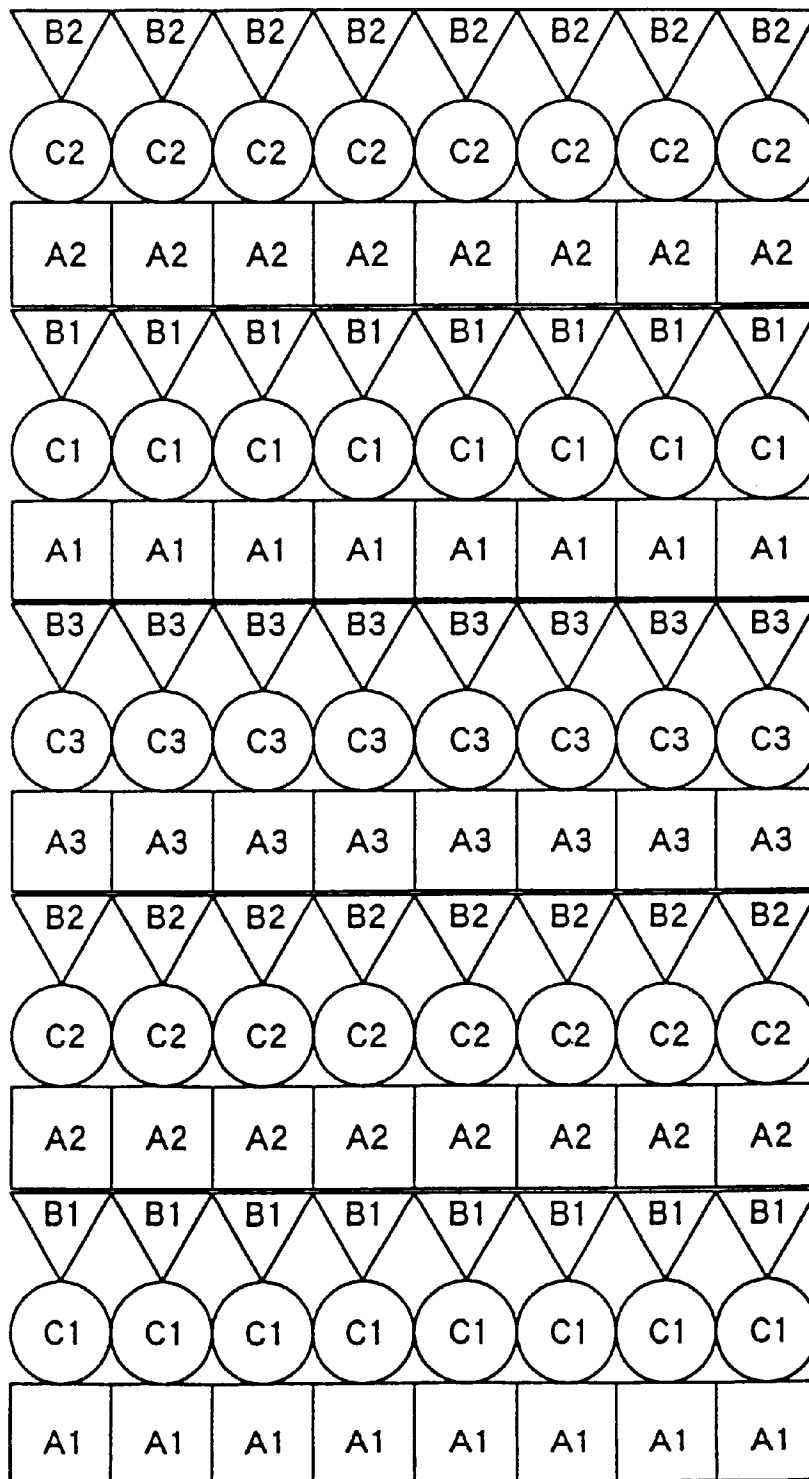 B2 B2 B2 B2 B2 B2 B2 B2
C2 C2 C2 C2 C2 C2 C2 C2
A2 A2 A2 A2 A2 A2 A2 A2
B1 B1 B1 B1 B1 B1 B1 B1
C1 C1 C1 C1 C1 C1 C1 C1
A1 A1 A1 A1 A1 A1 A1 A1
B3 B3 B3 B3 B3 B3 B3 B3
C3 C3 C3 C3 C3 C3 C3 C3
A3 A3 A3 A3 A3 A3 A3 A3
B2 B2 B2 B2 B2 B2 B2 B2
C2 C2 C2 C2 C2 C2 C2 C2
A2 A2 A2 A2 A2 A2 A2 A2
B1 B1 B1 B1 B1 B1 B1 B1
C1 C1 C1 C1 C1 C1 C1 C1
A1 A1 A1 A1 A1 A1 A1 A1